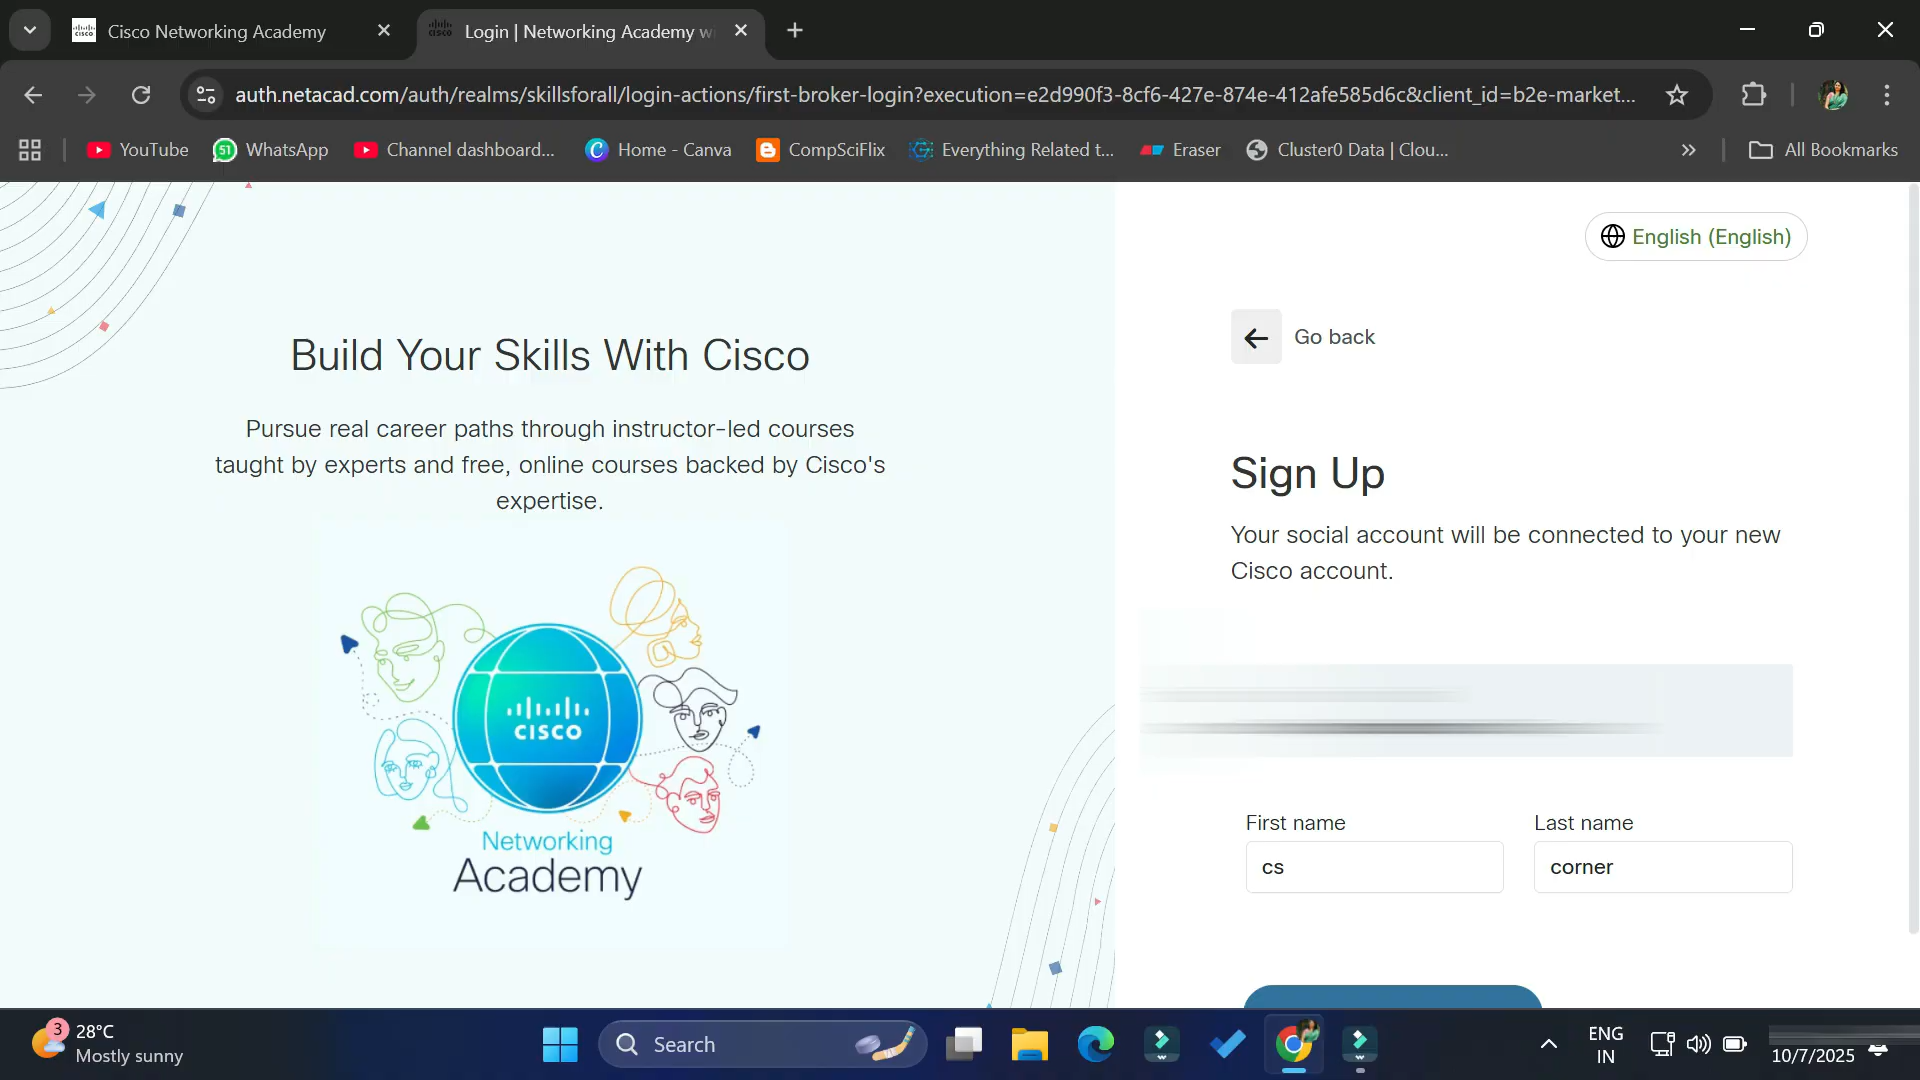 Cisco Networking Academy
Login | Networking Academy w
auth.netacad.com/auth/realms/skillsforall/login-actions/first-broker-login?execution=e2d990f3-8cf6-427e-874e-412afe585d6c&client_id=b2e-market...
YouTube
51
WhatsApp
Channel dashboard...
Home - Canva
CompSciFlix
Everything Related t...
Eraser
Cluster0 Data | Clou...
All Bookmarks
English (English)
Go back
Build Your Skills With Cisco
Pursue real career paths through instructor-led courses
taught by experts and free, online courses backed by Cisco's
expertise.
CISCO
Networking
Academy
Sign Up
Your social account will be connected to your new
Cisco account.
First name
Last name
cs
corner
3
28°C
Mostly sunny
Search
ENG
IN
10/7/2025